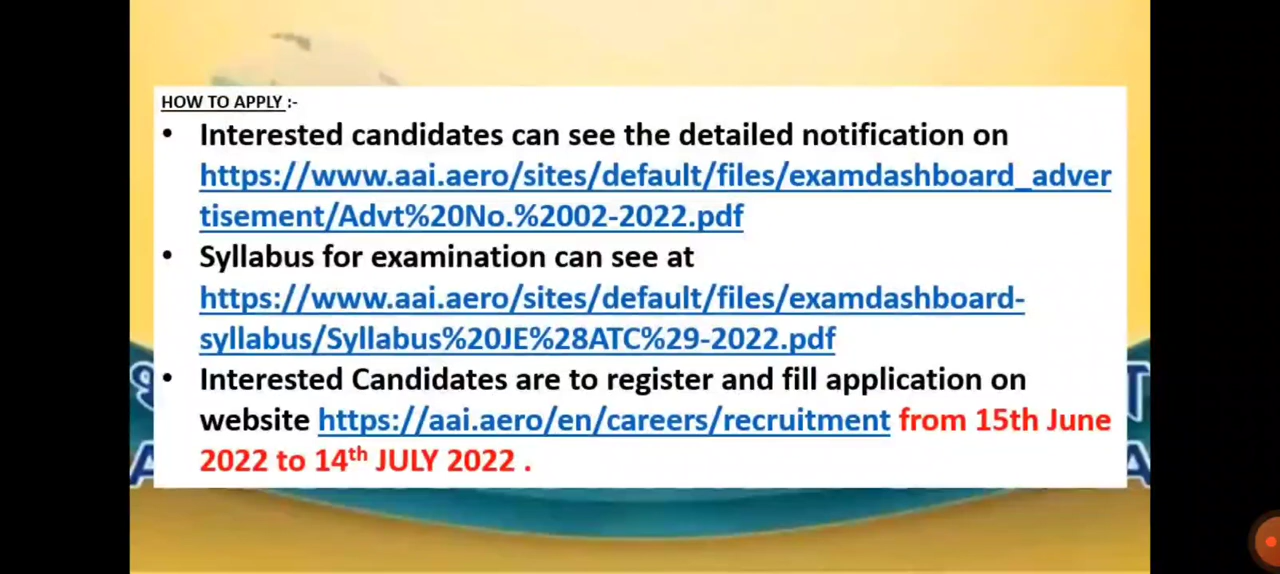 HOW TO APPLY :-
• Interested candidates can see the detailed notification on
https://www.aai.aero/sites/default/files/examdashboard_adver
tisement/Advt%20No.%2002-2022.pdf
• Syllabus for examination can see at
https://www.aai.aero/sites/default/files/examdashboard-
syllabus/Syllabus%20JE%28ATC%29-2022.pdf
• Interested Candidates are to register and fill application on
website https://aai.aero/en/careers/recruitment from 15th June
2022 to 14th JULY 2022 .